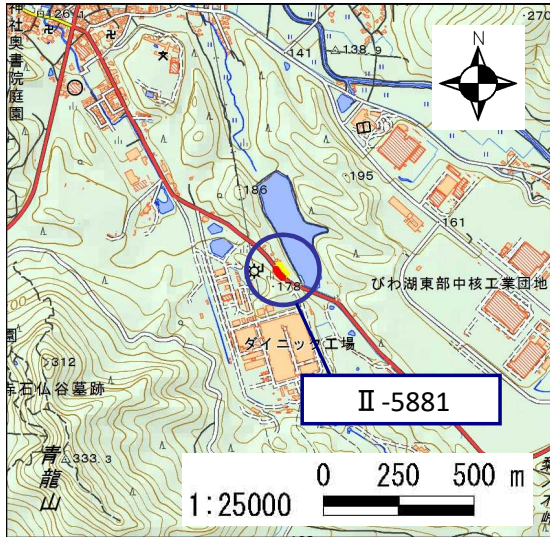 神社奥書院庭園
126.1
141
138.9
270
N
186
195
161
178
びわ湖東部中核工業団地
ダイニック工場
312
石仏谷墓跡
Ⅱ-5881
青龍山
333.3
0 250 500 m
1:25000